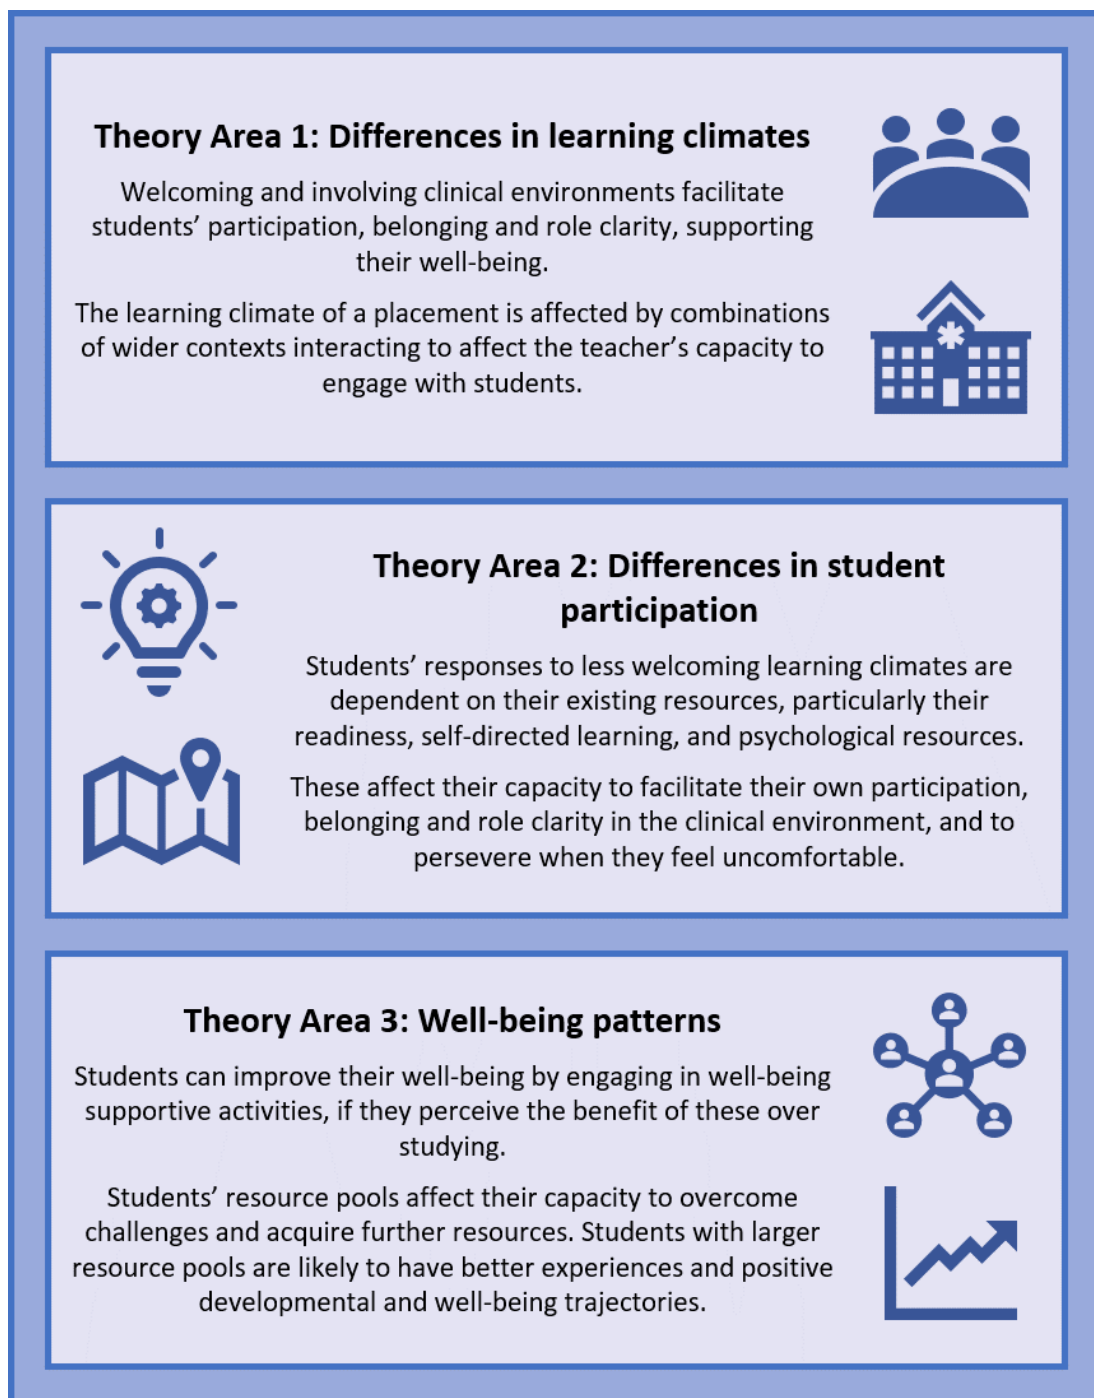 Theory Area 1: Differences in learning climates
Welcoming and involving clinical environments facilitate
students’ participation, belonging and role clarity, supporting
their well-being.
The learning climate of a placement is affected by combinations
of wider contexts interacting to affect the teacher’s capacity to
engage with students.
Theory Area 2: Differences in student
participation
Students’ responses to less welcoming learning climates are
dependent on their existing resources, particularly their
readiness, self-directed learning, and psychological resources.
These affect their capacity to facilitate their own participation,
belonging and role clarity in the clinical environment, and to
persevere when they feel uncomfortable.
Theory Area 3: Well-being patterns
Students can improve their well-being by engaging in well-being
supportive activities, if they perceive the benefit of these over
studying.
Students’ resource pools affect their capacity to overcome
challenges and acquire further resources. Students with larger
resource pools are likely to have better experiences and positive
developmental and well-being trajectories.